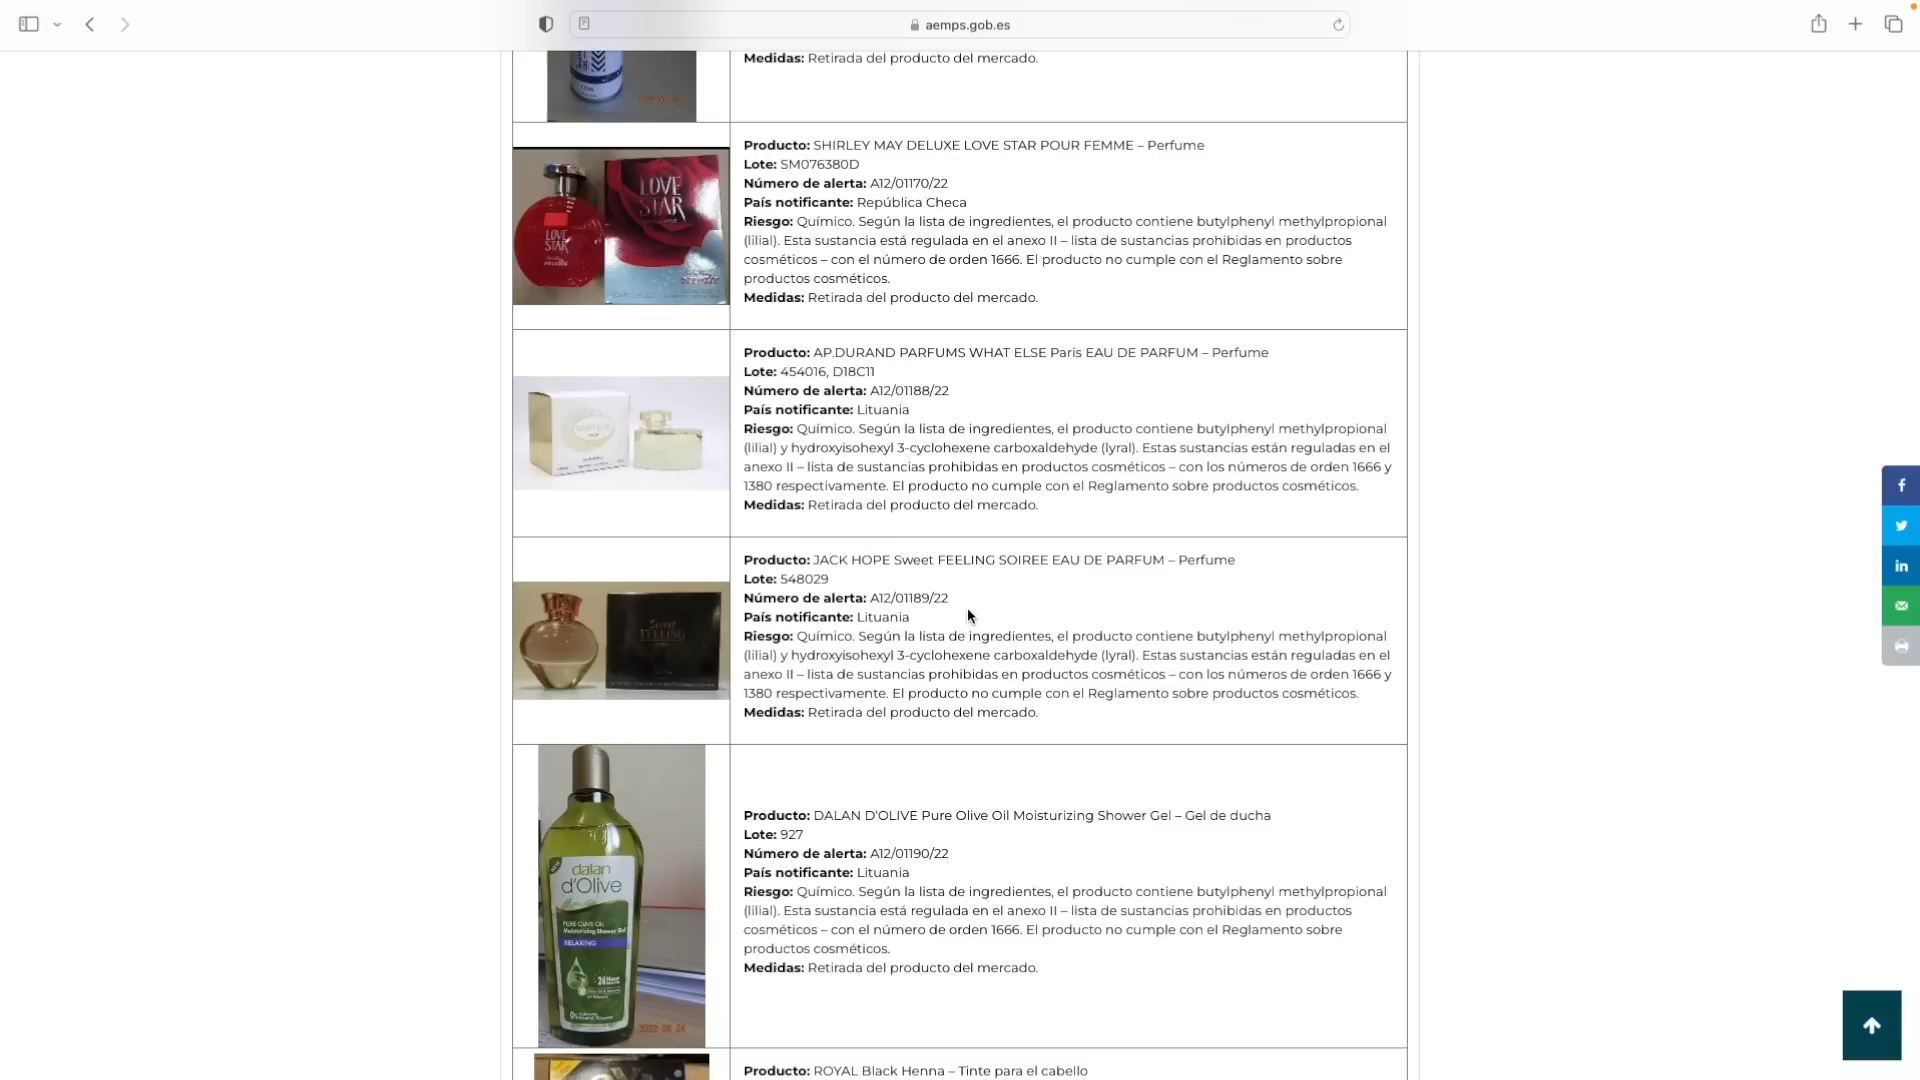 aemps.gob.es
Medidas: Retirada del producto del mercado.
LOVE
STAR
LOVE
STAR
Producto: SHIRLEY MAY DELUXE LOVE STAR POUR FEMME – Perfume
Lote: SM076380D
Número de alerta: A12/01170/22
País notificante: República Checa
Riesgo: Químico. Según la lista de ingredientes, el producto contiene butylphenyl methylpropional
(lilial). Esta sustancia está regulada en el anexo II – lista de sustancias prohibidas en productos
cosméticos – con el número de orden 1666. El producto no cumple con el Reglamento sobre
productos cosméticos.
Medidas: Retirada del producto del mercado.
Producto: AP.DURAND PARFUMS WHAT ELSE Paris EAU DE PARFUM – Perfume
Lote: 454016, D18C11
Número de alerta: A12/01188/22
País notificante: Lituania
Riesgo: Químico. Según la lista de ingredientes, el producto contiene butylphenyl methylpropional
(lilial) y hydroxyisohexyl 3-cyclohexene carboxaldehyde (lyral). Estas sustancias están reguladas en el
anexo II – lista de sustancias prohibidas en productos cosméticos – con los números de orden 1666 y
1380 respectivamente. El producto no cumple con el Reglamento sobre productos cosméticos.
Medidas: Retirada del producto del mercado.
Sweet
FEELING
Producto: JACK HOPE Sweet FEELING SOIREE EAU DE PARFUM – Perfume
Lote: 548029
Número de alerta: A12/01189/22
País notificante: Lituania
Riesgo: Químico. Según la lista de ingredientes, el producto contiene butylphenyl methylpropional
(lilial) y hydroxyisohexyl 3-cyclohexene carboxaldehyde (lyral). Estas sustancias están reguladas en el
anexo II – lista de sustancias prohibidas en productos cosméticos – con los números de orden 1666 y
1380 respectivamente. El producto no cumple con el Reglamento sobre productos cosméticos.
Medidas: Retirada del producto del mercado.
dalan
d'Olive
PURE OLIVE OIL
Moisturizing Shower Gel
RELAXING
Producto: DALAN D'OLIVE Pure Olive Oil Moisturizing Shower Gel – Gel de ducha
Lote: 927
Número de alerta: A12/01190/22
País notificante: Lituania
Riesgo: Químico. Según la lista de ingredientes, el producto contiene butylphenyl methylpropional
(lilial). Esta sustancia está regulada en el anexo II – lista de sustancias prohibidas en productos
cosméticos – con el número de orden 1666. El producto no cumple con el Reglamento sobre
productos cosméticos.
Medidas: Retirada del producto del mercado.
Producto: ROYAL Black Henna – Tinte para el cabello